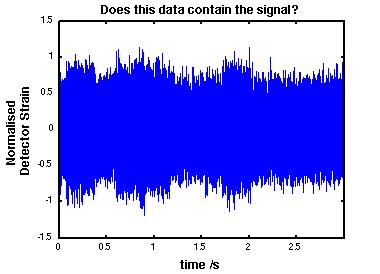 Does this data contain the signal?
1.5
1
0.5
0
-0.5
-1
-1.5
Normalised
Detector Strain
0 0.5 1 1.5 2 2.5
time /s